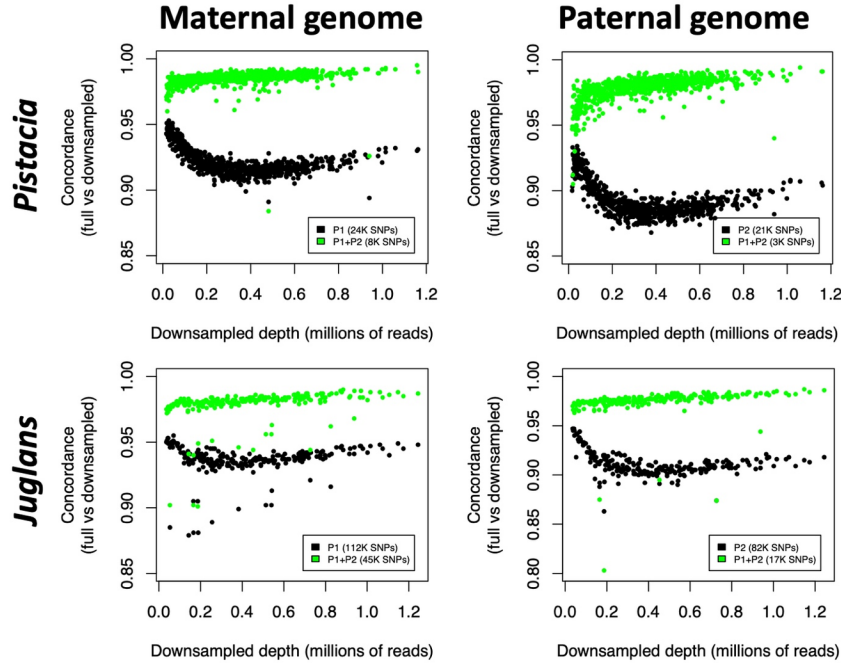 Maternal genome
Paternal genome
Pistacia
Concordance
(full vs downsampled)
1.00
0.95
0.90
0.85
P1 (24K SNPs)
P1+P2 (8K SNPs)
0.0 0.2 0.4 0.6 0.8 1.0 1.2
Downsampled depth (millions of reads)
Concordance
(full vs downsampled)
1.00
0.95
0.90
0.85
P2 (21K SNPs)
P1+P2 (3K SNPs)
0.0 0.2 0.4 0.6 0.8 1.0 1.2
Downsampled depth (millions of reads)
Juglans
Concordance
(full vs downsampled)
1.00
0.95
0.90
0.85
P1 (112K SNPs)
P1+P2 (45K SNPs)
0.0 0.2 0.4 0.6 0.8 1.0 1.2
Downsampled depth (millions of reads)
Concordance
(full vs downsampled)
1.00
0.95
0.90
0.85
0.80
P2 (82K SNPs)
P1+P2 (17K SNPs)
0.0 0.2 0.4 0.6 0.8 1.0 1.2
Downsampled depth (millions of reads)